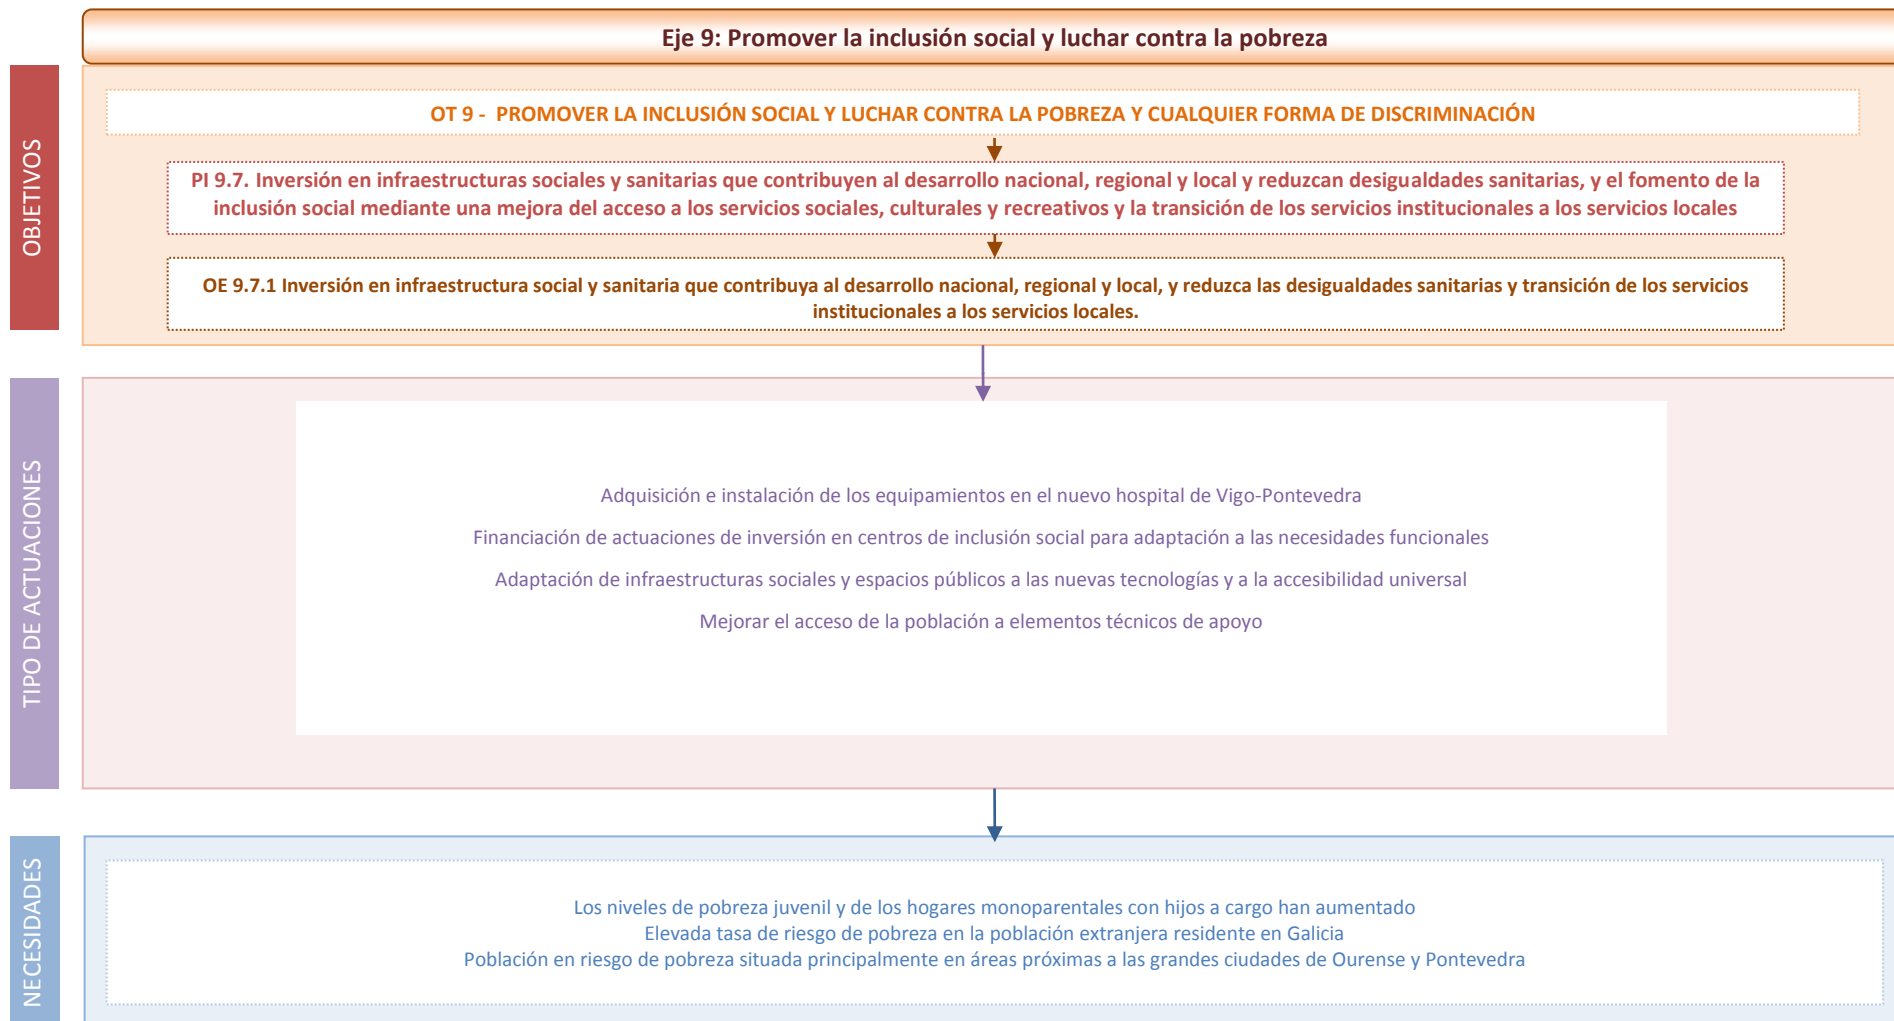 Eje 9: Promover la inclusión social y luchar contra la pobreza
OBJETIVOS
OT 9 - PROMOVER LA INCLUSIÓN SOCIAL Y LUCHAR CONTRA LA POBREZA Y CUALQUIER FORMA DE DISCRIMINACIÓN
PI 9.7. Inversión en infraestructuras sociales y sanitarias que contribuyen al desarrollo nacional, regional y local y reduzcan desigualdades sanitarias, y el fomento de la
inclusión social mediante una mejora del acceso a los servicios sociales, culturales y recreativos y la transición de los servicios institucionales a los servicios locales
OE 9.7.1 Inversión en infraestructura social y sanitaria que contribuya al desarrollo nacional, regional y local, y reduzca las desigualdades sanitarias y transición de los servicios
institucionales a los servicios locales.
TIPO DE ACTUACIONES
Adquisición e instalación de los equipamientos en el nuevo hospital de Vigo-Pontevedra
Financiación de actuaciones de inversión en centros de inclusión social para adaptación a las necesidades funcionales
Adaptación de infraestructuras sociales y espacios públicos a las nuevas tecnologías y a la accesibilidad universal
Mejorar el acceso de la población a elementos técnicos de apoyo
NECESIDADES
Los niveles de pobreza juvenil y de los hogares monoparentales con hijos a cargo han aumentado
Elevada tasa de riesgo de pobreza en la población extranjera residente en Galicia
Población en riesgo de pobreza situada principalmente en áreas próximas a las grandes ciudades de Ourense y Pontevedra